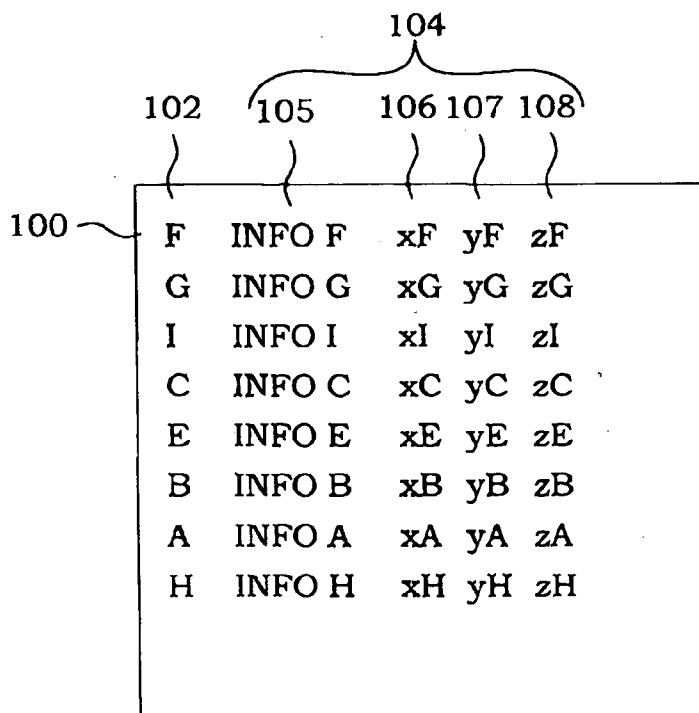 104
102 105 106 107 108
100
F INFO F xF yF zF
G INFO G xG yG zG
I INFO I xI yI zI
C INFO C xC yC zC
E INFO E xE yE zE
B INFO B xB yB zB
A INFO A xA yA zA
H INFO H xH yH zH